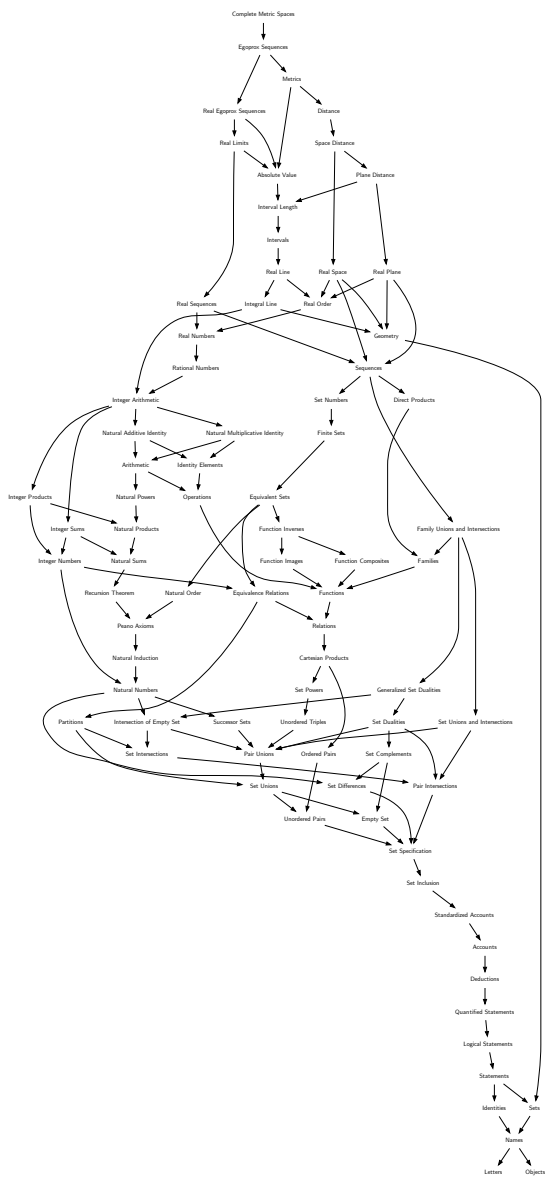 Complete Metric Spaces
Egoprox Sequences
Metrics
Real Egoprox Sequences
Distance
Real Limits
Space Distance
Absolute Value
Plane Distance
Interval Length
Intervals
Real Line
Real Space
Real Plane
Real Sequences
Integral Line
Real Order
Real Numbers
Geometry
Rational Numbers
Sequences
Integer Arithmetic
Set Numbers
Direct Products
Natural Additive Identity
Natural Multiplicative Identity
Finite Sets
Arithmetic
Identity Elements
Integer Products
Natural Powers
Operations
Equivalent Sets
Integer Sums
Natural Products
Function Inverses
Family Unions and Intersections
Integer Numbers
Natural Sums
Function Images
Function Composites
Families
Recursion Theorem
Natural Order
Equivalence Relations
Functions
Peano Axioms
Relations
Natural Induction
Cartesian Products
Natural Numbers
Set Powers
Generalized Set Dualities
Partitions
Intersection of Empty Set
Successor Sets
Unordered Triples
Set Dualities
Set Unions and Intersections
Set Intersections
Pair Unions
Ordered Pairs
Set Complements
Set Unions
Set Differences
Pair Intersections
Unordered Pairs
Empty Set
Set Specification
Set Inclusion
Standardized Accounts
Accounts
Deductions
Quantified Statements
Logical Statements
Statements
Identities
Sets
Names
Letters
Objects